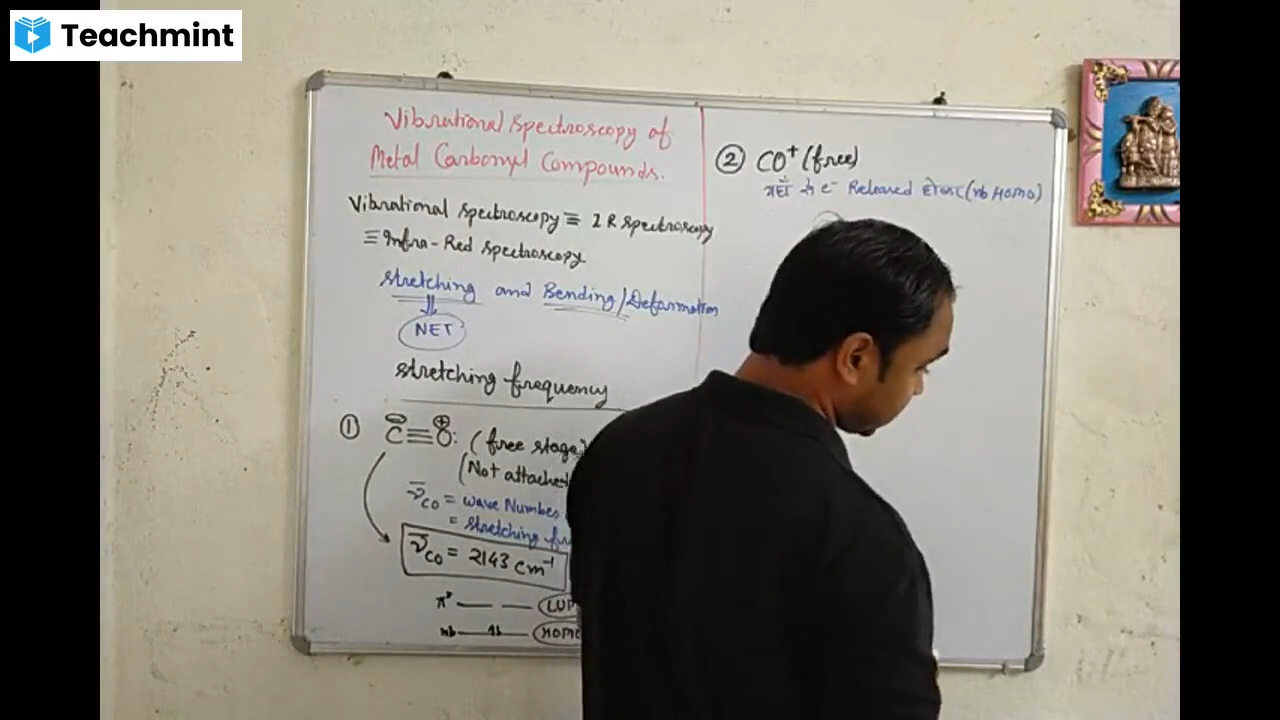 Teachmint
Vibrational spectroscopy of
Metal Carbonyl Compounds.
Vibrational spectroscopy ≡ IR spectroscopy
≡ Infra-Red spectroscopy
stretching and Bending/Deformation
NET
stretching frequency
① C≡O: (free stage)
(Not attached
ν̄CO = wave Number
= stretching
ν̄CO = 2143 cm⁻¹
π* LU
nb HOMO
② CO⁺ (free)
यहाँ से e⁻ Released होगा (nb HOMO)